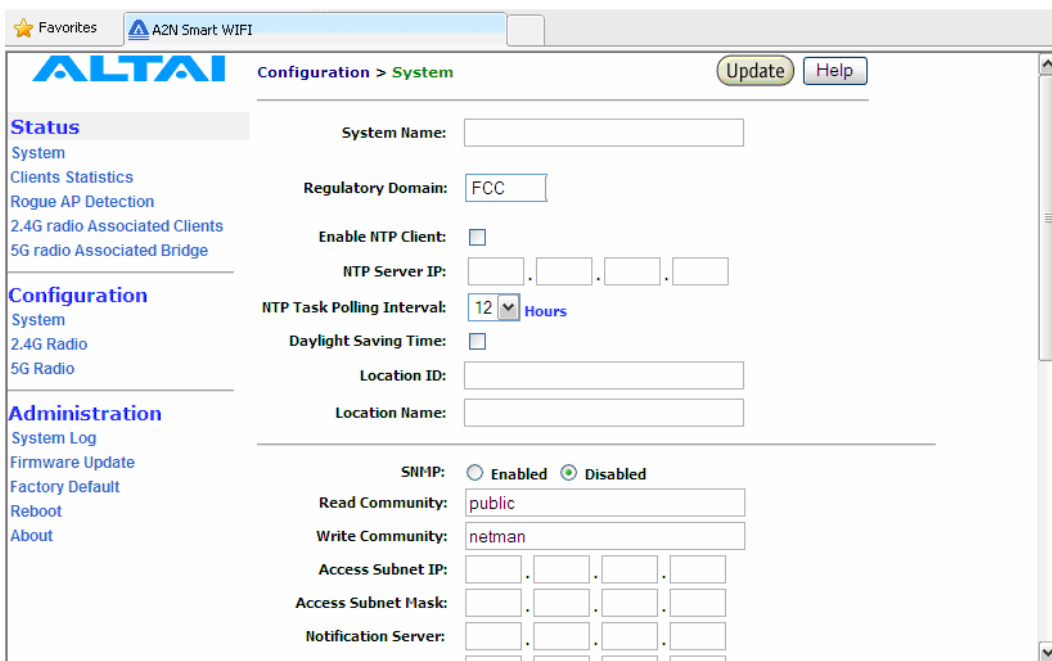 Favorites
A2N Smart WIFI
ALTAI
Configuration > System
Update
Help
Status
System
Clients Statistics
Rogue AP Detection
2.4G radio Associated Clients
5G radio Associated Bridge
Configuration
System
2.4G Radio
5G Radio
Administration
System Log
Firmware Update
Factory Default
Reboot
About
System Name:
Regulatory Domain: FCC
Enable NTP Client:
NTP Server IP: . . .
NTP Task Polling Interval: 12 Hours
Daylight Saving Time:
Location ID:
Location Name:
SNMP: Enabled Disabled
Read Community: public
Write Community: netman
Access Subnet IP: . . .
Access Subnet Mask: . . .
Notification Server: . . .